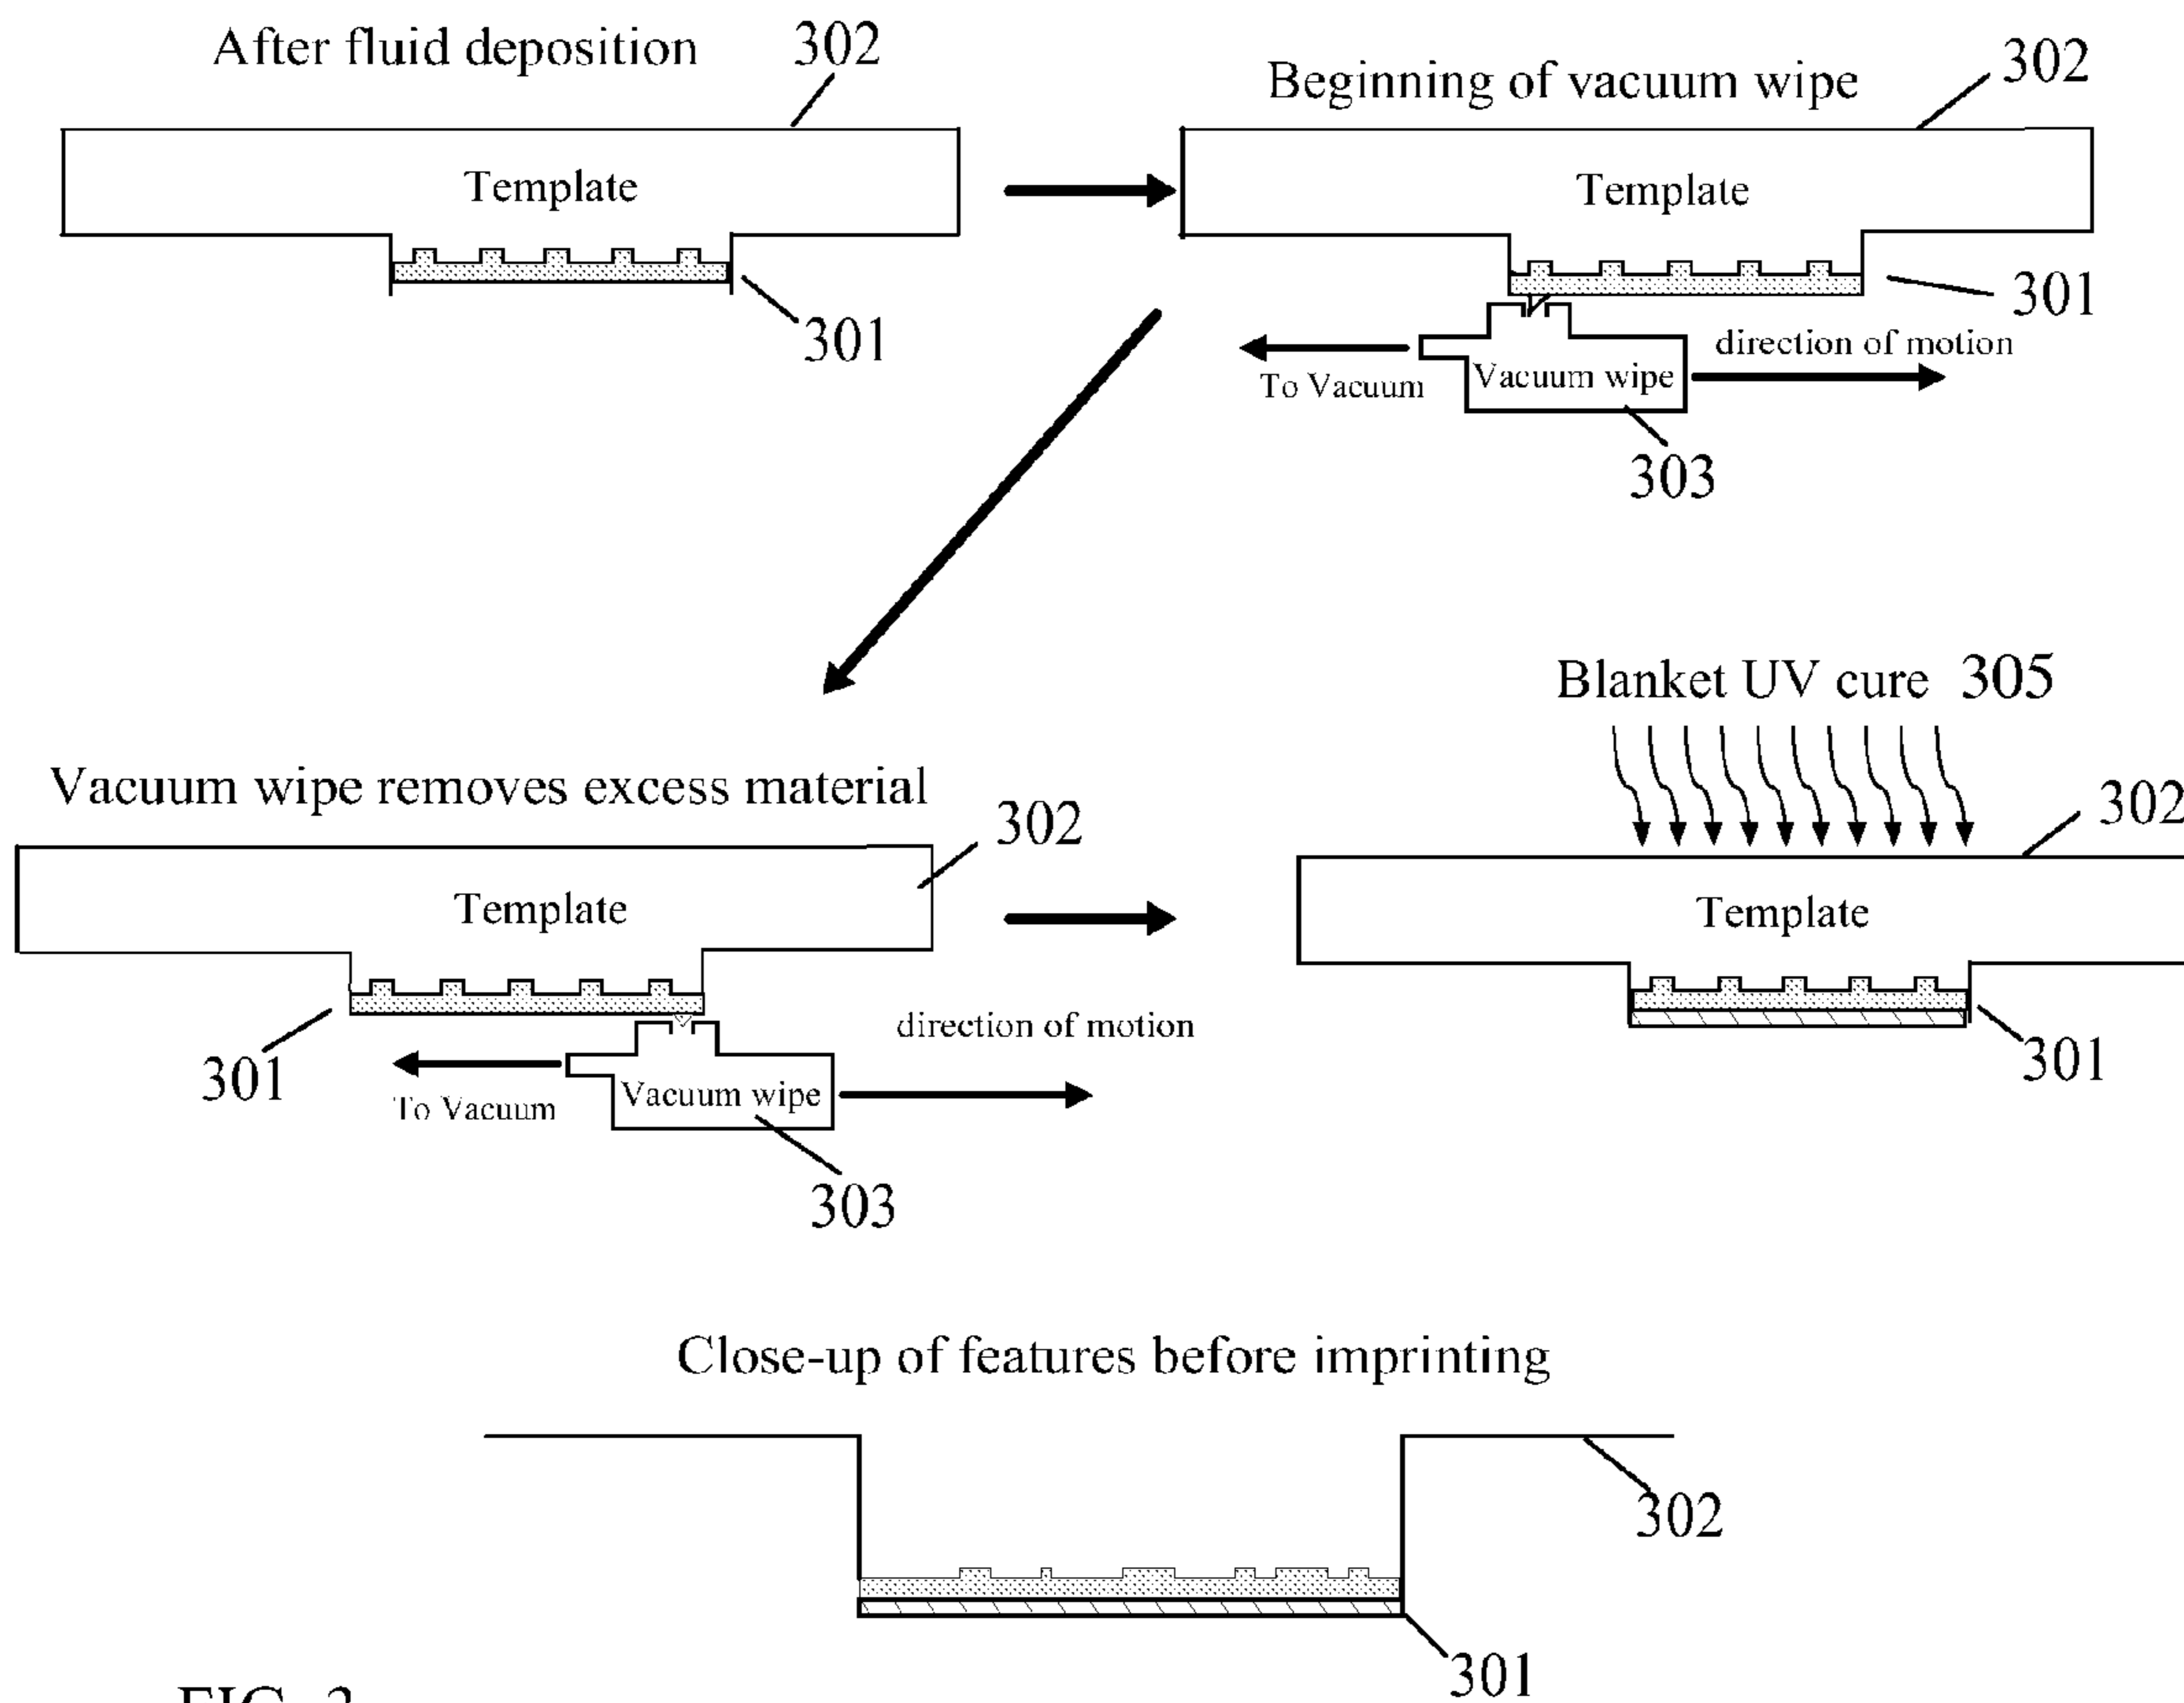 After fluid deposition
302
Template
301
Beginning of vacuum wipe
302
Template
301
direction of motion
To Vacuum
Vacuum wipe
303
Vacuum wipe removes excess material
302
Template
301
direction of motion
To Vacuum
Vacuum wipe
303
Blanket UV cure 305
302
Template
301
Close-up of features before imprinting
302
301
FIG. 3